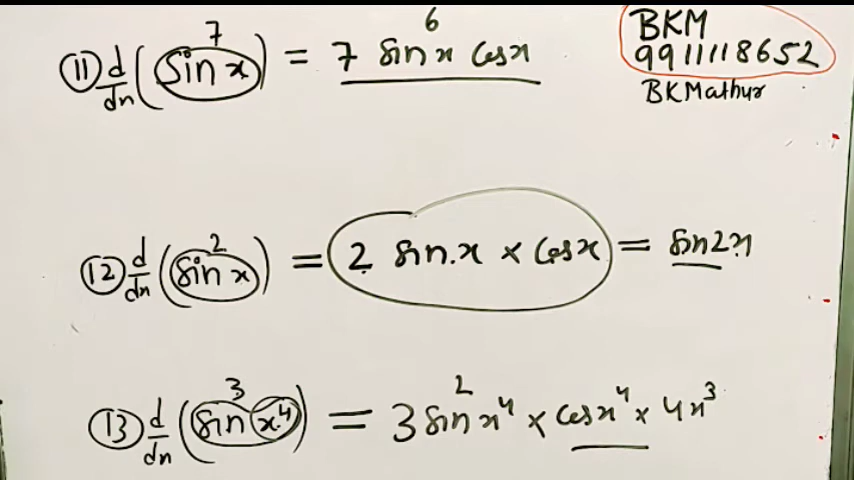 BKM
9911118652
BKMathur
⑪ d/dx (sin⁷x) = 7 sin⁶x cosx
⑫ d/dx (sin²x) = 2 sin.x × cosx = sin2x
⑬ d/dx (sin³x⁴) = 3 sin²x⁴ × cosx⁴ × 4x³